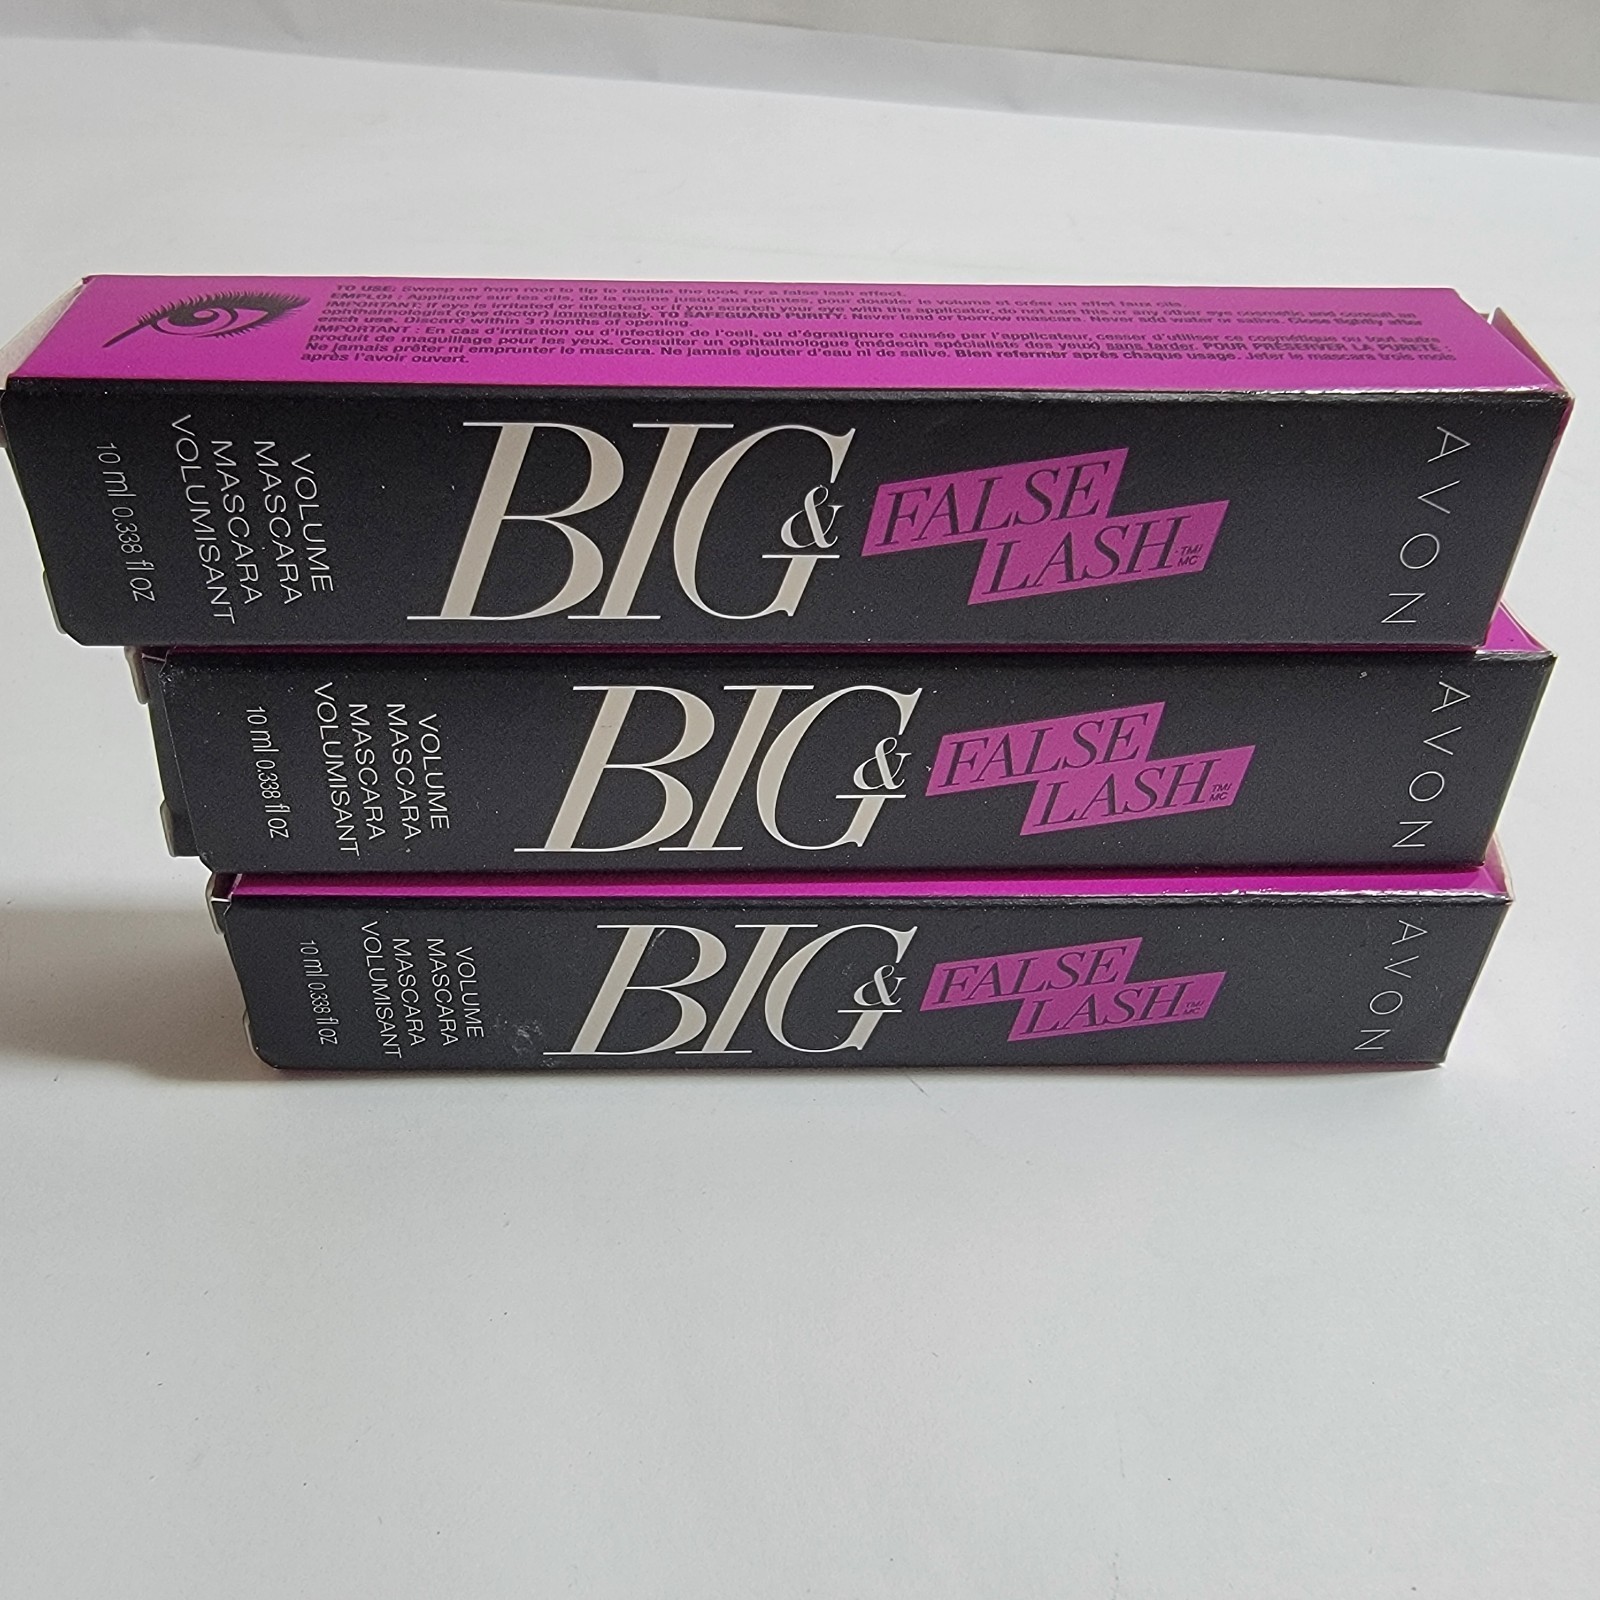 TO USE: Sweep on from root to tip to double the look for a false lash effect.
EMPLOI : Appliquer sur les cils, de la racine jusqu'aux pointes, pour doubler le volume et créer un effet faux cils.
IMPORTANT: If eye is irritated or infected, or if you scratch your eye with the applicator, do not use this or any other eye cosmetic and consult an
ophthalmologist (eye doctor) immediately. TO SAFEGUARD PURITY: Never lend or borrow mascara. Never add water or saliva. Close tightly after
each use. Discard within 3 months of opening.
IMPORTANT : En cas d'irritation ou d'infection de l'oeil, ou d'égratignure causée par l'applicateur, cesser d'utiliser ce cosmétique ou tout autre
produit de maquillage pour les yeux. Consulter un ophtalmologue (médecin spécialiste des yeux) sans tarder. POUR PRÉSERVER LA PURETÉ :
Ne jamais prêter ni emprunter le mascara. Ne jamais ajouter d'eau ni de salive. Bien refermer après chaque usage. Jeter le mascara trois mois
après l'avoir ouvert.
VOLUME
MASCARA
MASCARA
VOLUMISANT
10 ml 0.338 fl oz
BIG &
FALSE
LASH TM/
MC
AVON
VOLUME
MASCARA
MASCARA
VOLUMISANT
10 ml 0.338 fl oz
BIG &
FALSE
LASH TM/
MC
AVON
VOLUME
MASCARA
MASCARA
VOLUMISANT
10 ml 0.338 fl oz
BIG &
FALSE
LASH TM/
MC
AVON